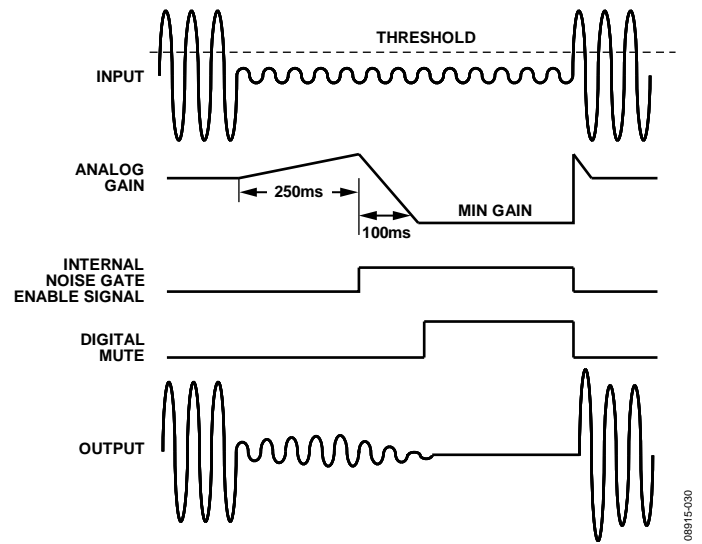 THRESHOLD
INPUT
ANALOG
GAIN
250ms
MIN GAIN
100ms
INTERNAL
NOISE GATE
ENABLE SIGNAL
DIGITAL
MUTE
OUTPUT
08915-030